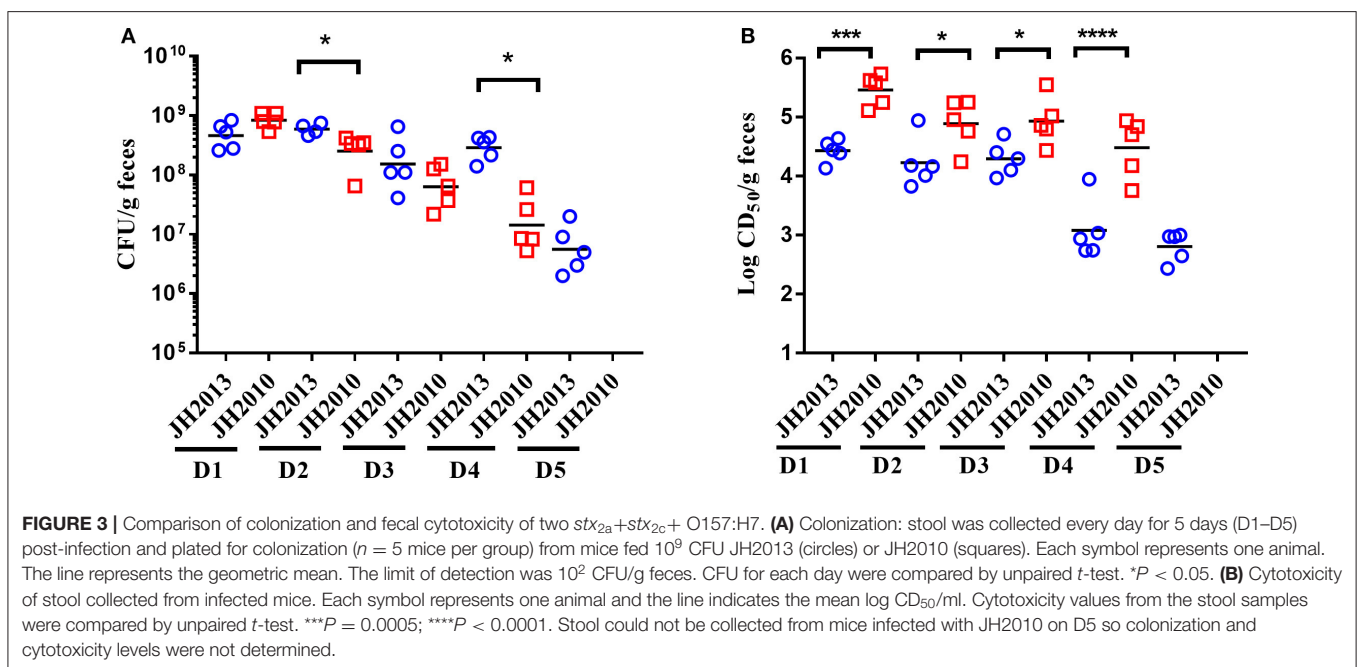 A
*
*
10^10
10^9
10^8
10^7
10^6
10^5
CFU/g feces
JH2013 JH2010 JH2013 JH2010 JH2013 JH2010 JH2013 JH2010 JH2013 JH2010
D1 D2 D3 D4 D5
B
*** * * ****
6
5
4
3
2
1
Log CD50/g feces
JH2013 JH2010 JH2013 JH2010 JH2013 JH2010 JH2013 JH2010 JH2013 JH2010
D1 D2 D3 D4 D5
FIGURE 3 | Comparison of colonization and fecal cytotoxicity of two stx2a+stx2c+ O157:H7. (A) Colonization: stool was collected every day for 5 days (D1–D5)
post-infection and plated for colonization (n = 5 mice per group) from mice fed 10^9 CFU JH2013 (circles) or JH2010 (squares). Each symbol represents one animal.
The line represents the geometric mean. The limit of detection was 10^2 CFU/g feces. CFU for each day were compared by unpaired t-test. *P < 0.05. (B) Cytotoxicity
of stool collected from infected mice. Each symbol represents one animal and the line indicates the mean log CD50/ml. Cytotoxicity values from the stool samples
were compared by unpaired t-test. ***P = 0.0005; ****P < 0.0001. Stool could not be collected from mice infected with JH2010 on D5 so colonization and
cytotoxicity levels were not determined.